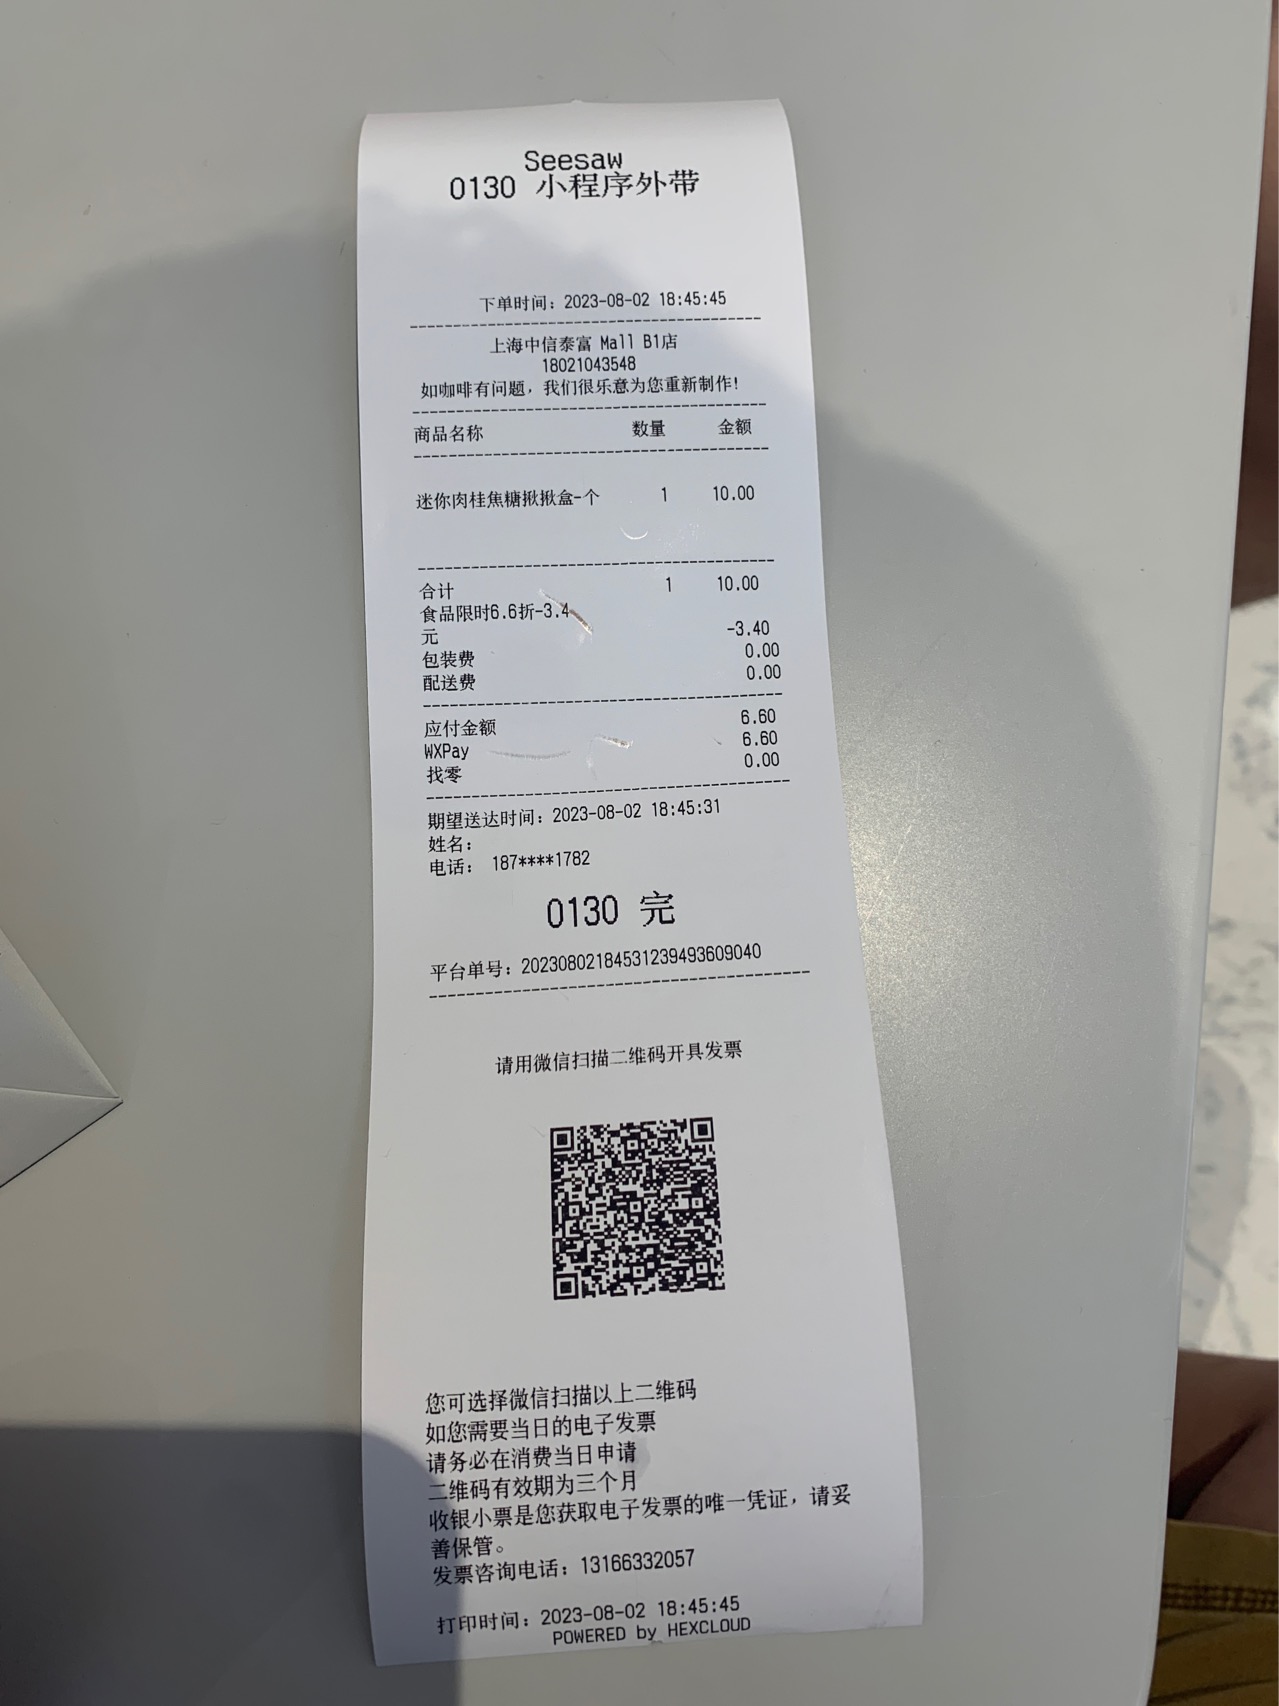 Seesaw
0130 小程序外带
下单时间：2023-08-02 18:45:45
上海中信泰富 Mall B1店
18021043548
如咖啡有问题，我们很乐意为您重新制作！
商品名称 数量 金额
迷你肉桂焦糖揪揪盒-个 1 10.00
合计 1 10.00
食品限时6.6折-3.4
元 -3.40
包装费 0.00
配送费 0.00
应付金额 6.60
WXPay 6.60
找零 0.00
期望送达时间：2023-08-02 18:45:31
姓名：
电话： 187****1782
0130 完
平台单号：20230802184531239493609040
请用微信扫描二维码开具发票
您可选择微信扫描以上二维码
如您需要当日的电子发票
请务必在消费当日申请
二维码有效期为三个月
收银小票是您获取电子发票的唯一凭证，请妥
善保管。
发票咨询电话：13166332057
打印时间：2023-08-02 18:45:45
POWERED by HEXCLOUD